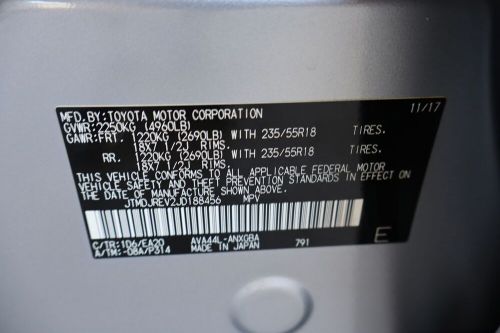 MFD.BY:TOYOTA MOTOR CORPORATION 11/17
GVWR:2250KG (4960LB)
GAWR:FRT. 1220KG (2690LB) WITH 235/55R18 TIRES.
18X7 1/2J RIMS.
RR. 1220KG (2690LB) WITH 235/55R18 TIRES.
18X7 1/2J RIMS.
THIS VEHICLE CONFORMS TO ALL APPLICABLE FEDERAL MOTOR
VEHICLE SAFETY AND THEFT PREVENTION STANDARDS IN EFFECT ON
THE DATE OF MANUFACTURE SHOWN ABOVE.
JTMDJREV2JD188456 MPV
C/TR:1D6/EA20 AVA44L-ANXGBA
A/TM:-08A/P314 MADE IN JAPAN 791 E